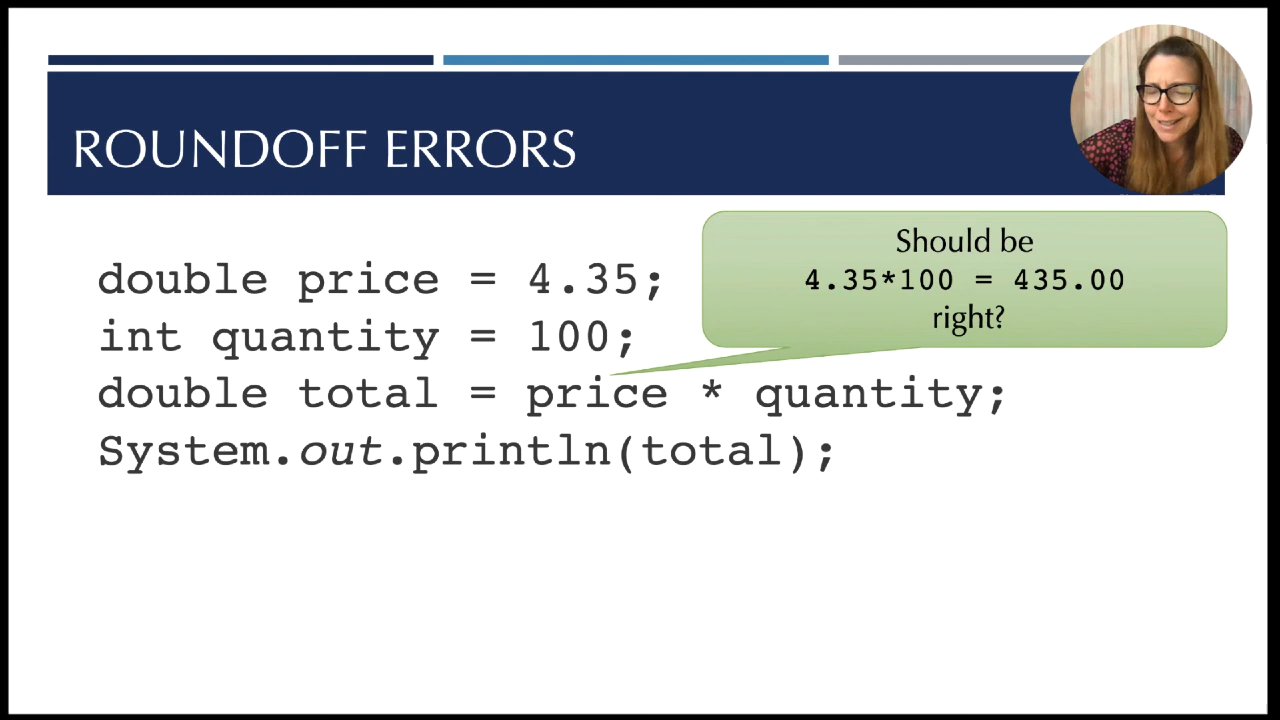 ROUNDOFF ERRORS
Should be
4.35*100 = 435.00
right?
double price = 4.35;
int quantity = 100;
double total = price * quantity;
System.out.println(total);